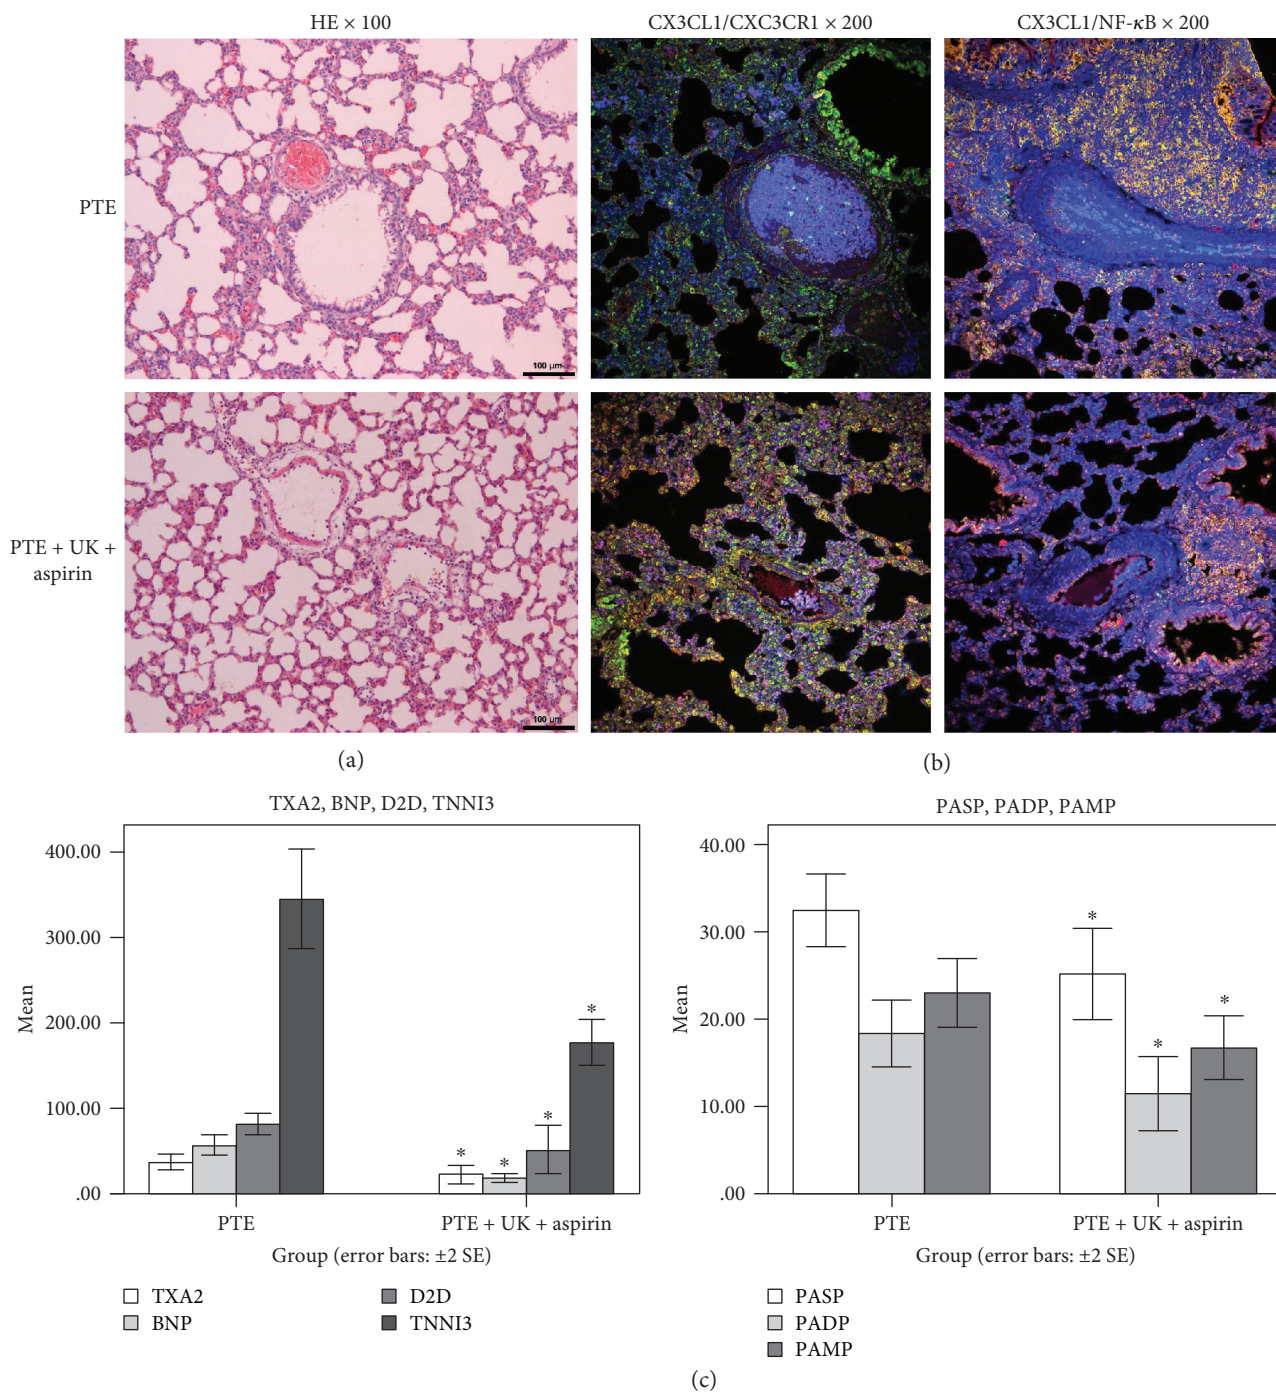 HE × 100
CX3CL1/CXC3CR1 × 200
CX3CL1/NF-κB × 200
PTE
100 μm
PTE + UK +
aspirin
100 μm
(a)
(b)
TXA2, BNP, D2D, TNNI3
Mean
400.00
300.00
200.00
100.00
.00
*
*
*
*
PTE
PTE + UK + aspirin
Group (error bars: ±2 SE)
TXA2
BNP
D2D
TNNI3
PASP, PADP, PAMP
Mean
40.00
30.00
20.00
10.00
.00
*
*
*
PTE
PTE + UK + aspirin
Group (error bars: ±2 SE)
PASP
PADP
PAMP
(c)